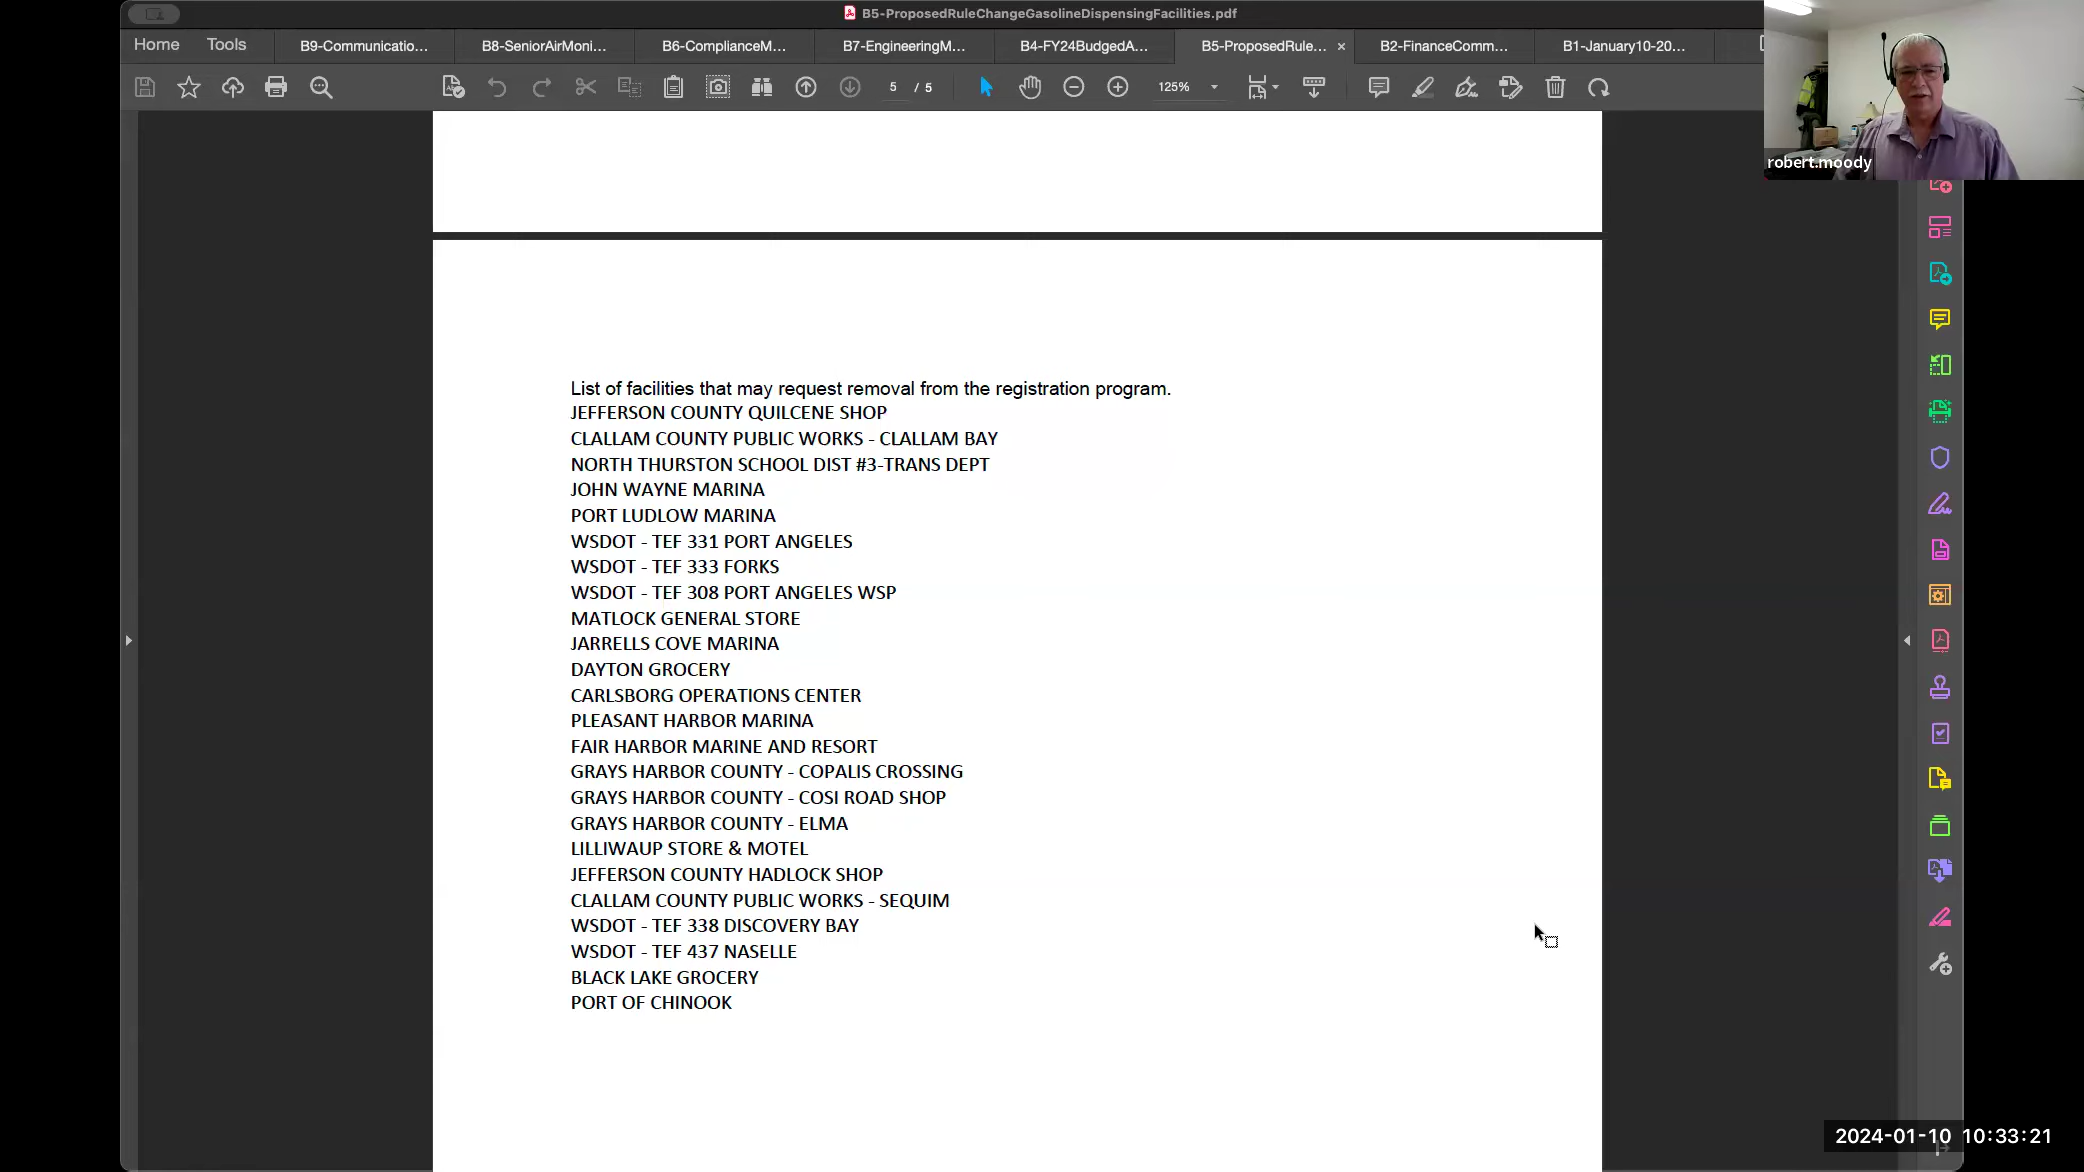 B5-ProposedRuleChangeGasolineDispensingFacilities.pdf
Home Tools B9-Communicatio... B8-SeniorAirMoni... B6-ComplianceM... B7-EngineeringM... B4-FY24BudgedA... B5-ProposedRule... × B2-FinanceComm... B1-January10-20...
5 / 5 125%
robert.moody
List of facilities that may request removal from the registration program.
JEFFERSON COUNTY QUILCENE SHOP
CLALLAM COUNTY PUBLIC WORKS - CLALLAM BAY
NORTH THURSTON SCHOOL DIST #3-TRANS DEPT
JOHN WAYNE MARINA
PORT LUDLOW MARINA
WSDOT - TEF 331 PORT ANGELES
WSDOT - TEF 333 FORKS
WSDOT - TEF 308 PORT ANGELES WSP
MATLOCK GENERAL STORE
JARRELLS COVE MARINA
DAYTON GROCERY
CARLSBORG OPERATIONS CENTER
PLEASANT HARBOR MARINA
FAIR HARBOR MARINE AND RESORT
GRAYS HARBOR COUNTY - COPALIS CROSSING
GRAYS HARBOR COUNTY - COSI ROAD SHOP
GRAYS HARBOR COUNTY - ELMA
LILLIWAUP STORE & MOTEL
JEFFERSON COUNTY HADLOCK SHOP
CLALLAM COUNTY PUBLIC WORKS - SEQUIM
WSDOT - TEF 338 DISCOVERY BAY
WSDOT - TEF 437 NASELLE
BLACK LAKE GROCERY
PORT OF CHINOOK
2024-01-10 10:33:21